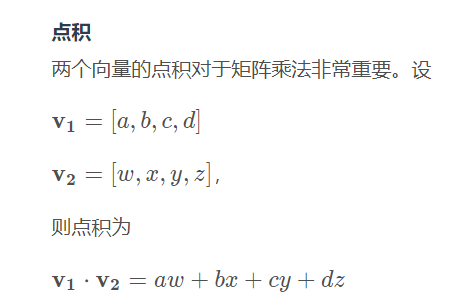 点积
两个向量的点积对于矩阵乘法非常重要。设
v₁ = [a, b, c, d]
v₂ = [w, x, y, z],
则点积为
v₁ · v₂ = aw + bx + cy + dz